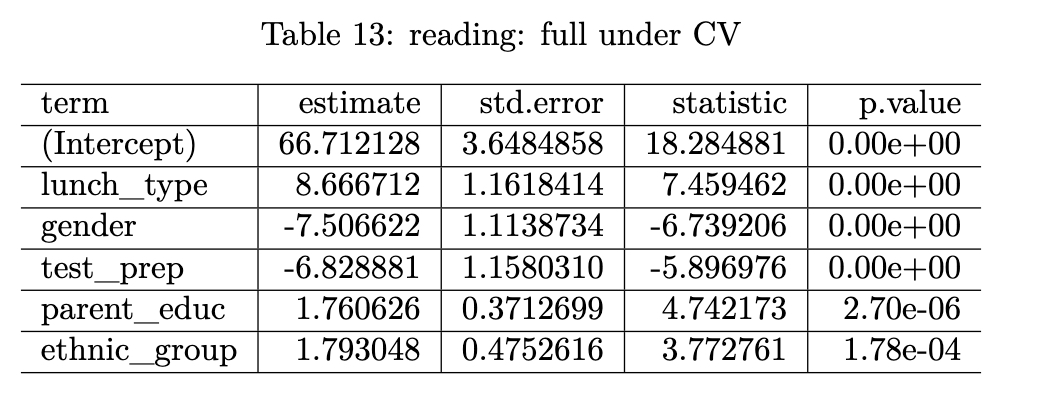 Table 13: reading: full under CV
term estimate std.error statistic p.value
(Intercept) 66.712128 3.6484858 18.284881 0.00e+00
lunch_type 8.666712 1.1618414 7.459462 0.00e+00
gender -7.506622 1.1138734 -6.739206 0.00e+00
test_prep -6.828881 1.1580310 -5.896976 0.00e+00
parent_educ 1.760626 0.3712699 4.742173 2.70e-06
ethnic_group 1.793048 0.4752616 3.772761 1.78e-04